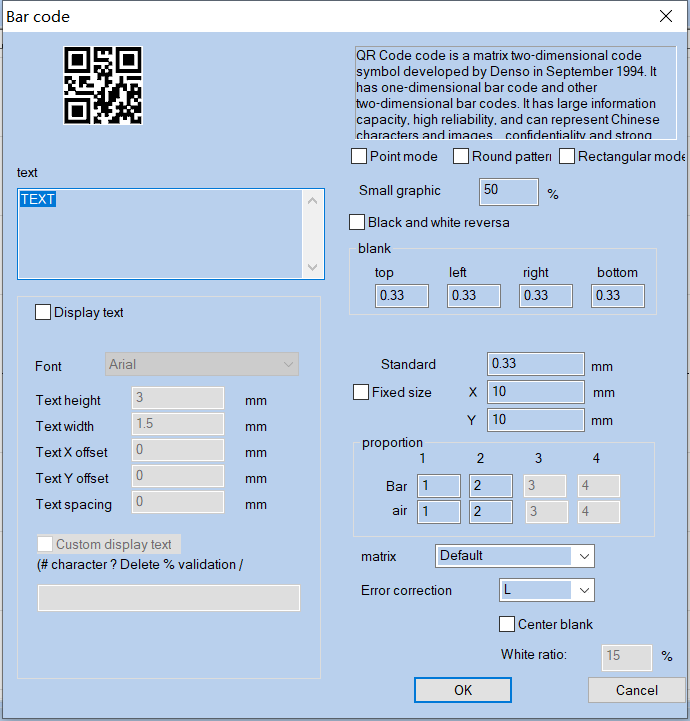 Bar code
QR Code code is a matrix two-dimensional code
symbol developed by Denso in September 1994. It
has one-dimensional bar code and other
two-dimensional bar codes. It has large information
capacity, high reliability, and can represent Chinese
characters and images, confidentiality and strong
Point mode Round pattern Rectangular mode
text
TEXT
Small graphic 50 %
Black and white reversa
blank
top left right bottom
0.33 0.33 0.33 0.33
Display text
Font Arial
Text height 3 mm
Text width 1.5 mm
Text X offset 0 mm
Text Y offset 0 mm
Text spacing 0 mm
Custom display text
(# character ? Delete % validation /
Standard 0.33 mm
Fixed size X 10 mm
Y 10 mm
proportion
1 2 3 4
Bar 1 2 3 4
air 1 2 3 4
matrix Default
Error correction L
Center blank
White ratio: 15 %
OK Cancel